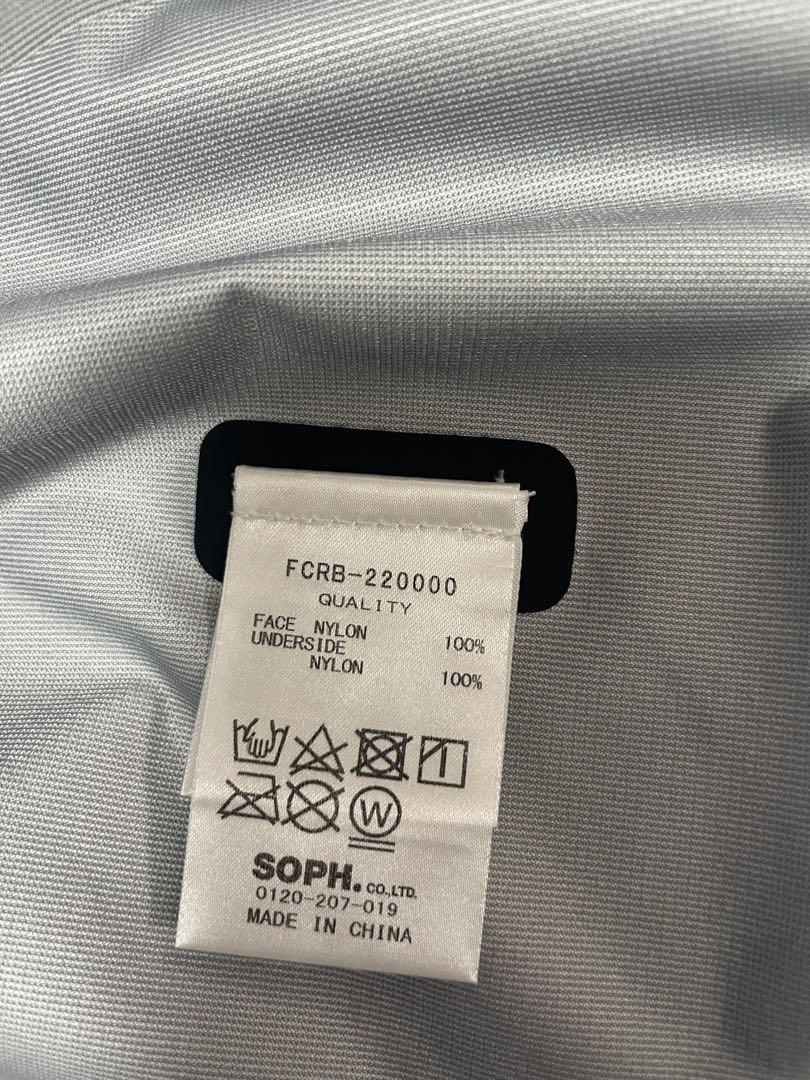 FCRB-220000
QUALITY
FACE NYLON 100%
UNDERSIDE
NYLON 100%
W
SOPH. CO.,LTD.
0120-207-019
MADE IN CHINA